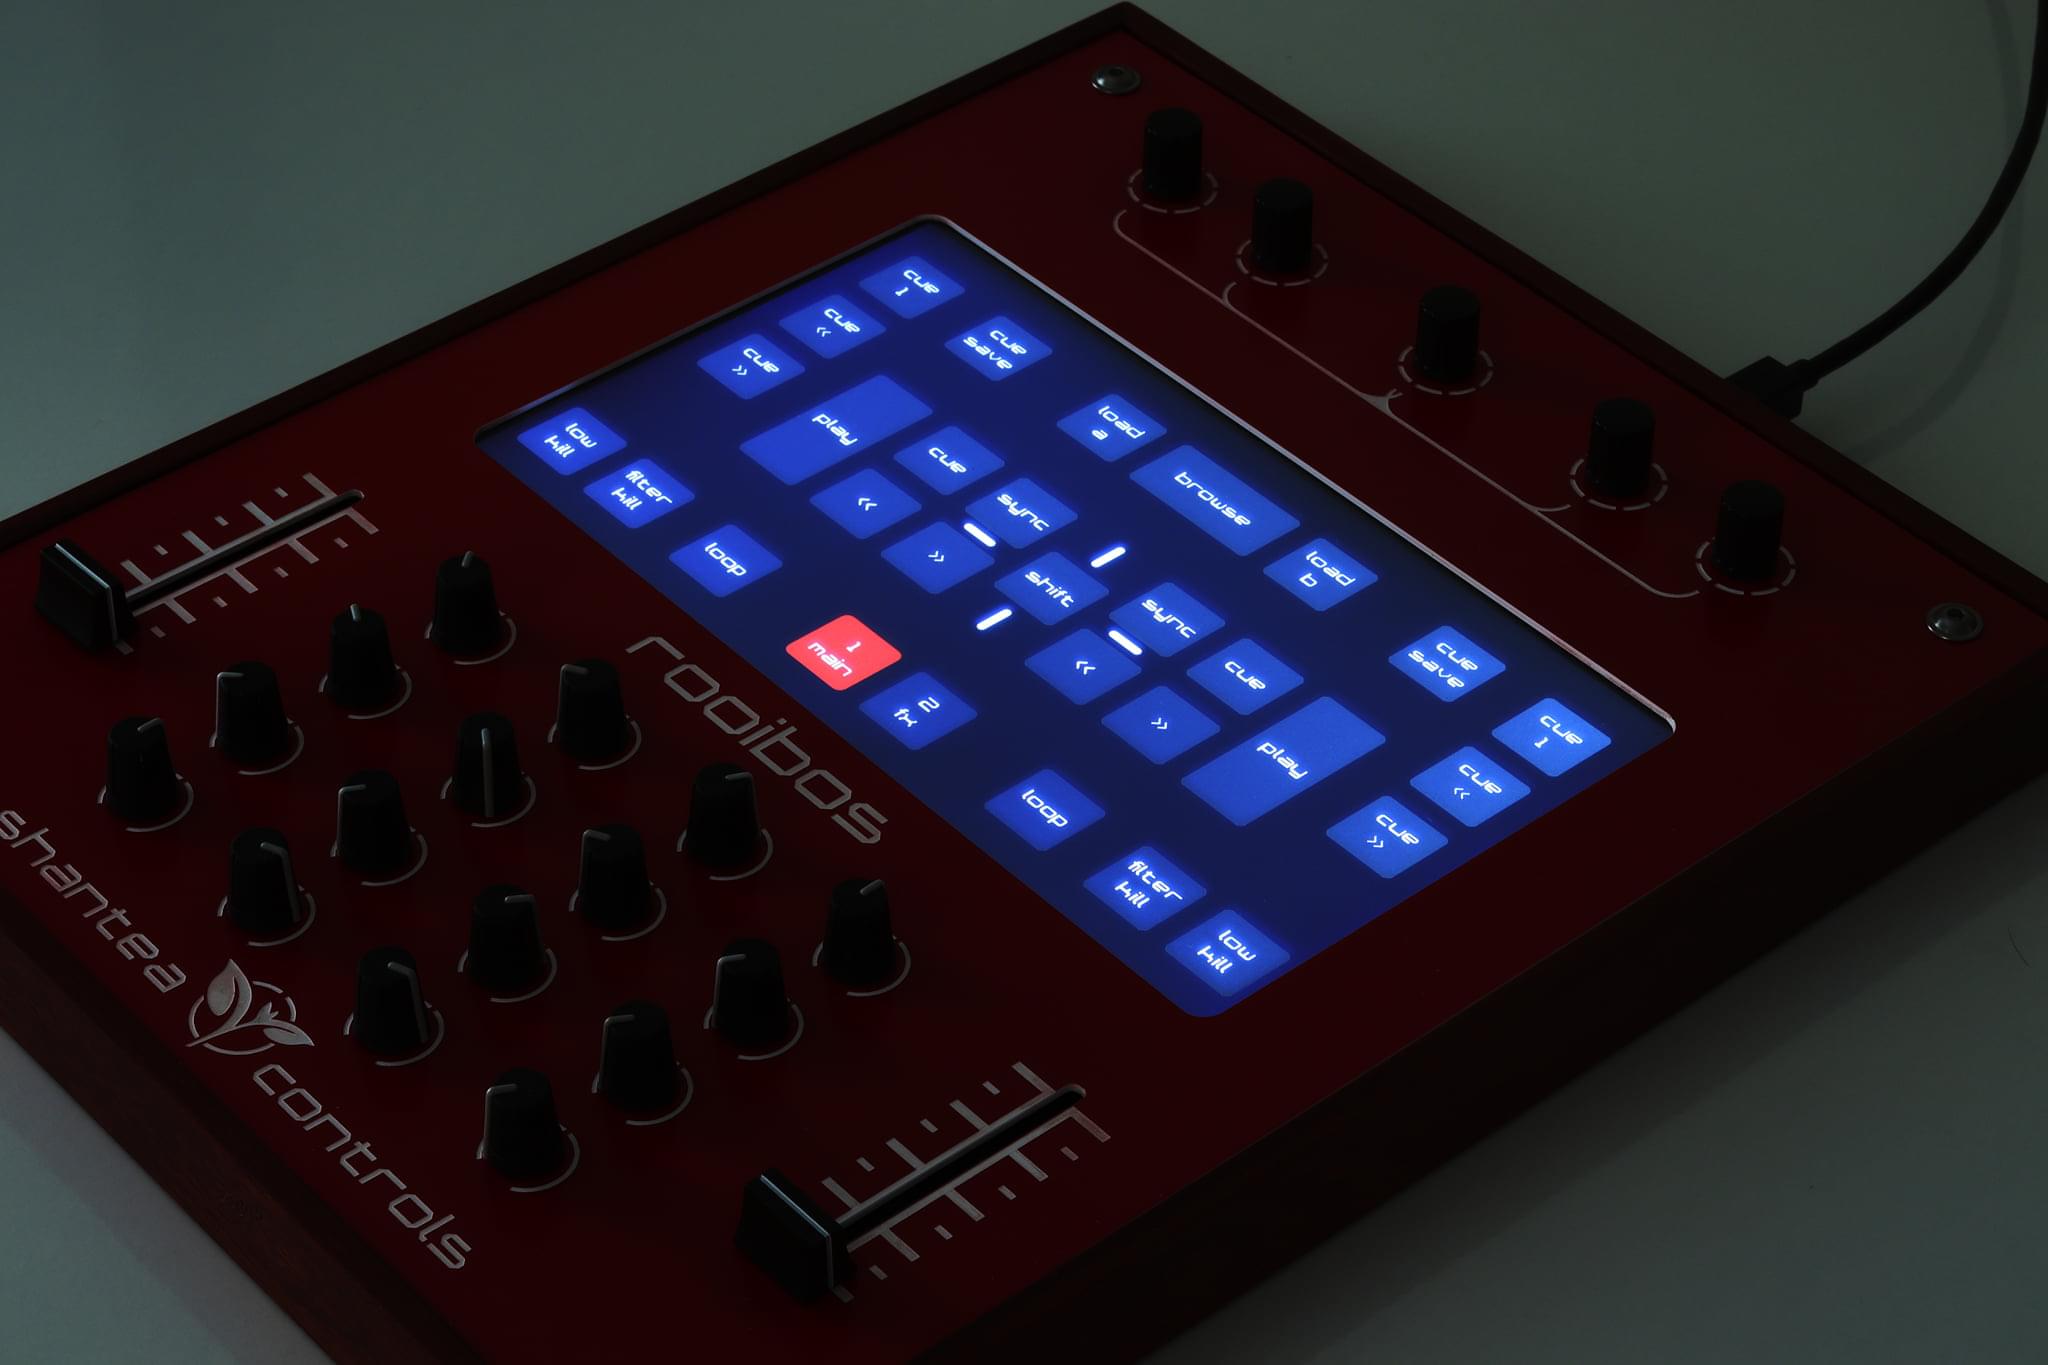 cue
1
cue
<<
cue
>>
cue
save
low
kill
filter
kill
play
cue
load
a
browse
load
b
loop
<<
>>
sync
shift
sync
1
main
2
fx
<<
>>
cue
play
cue
save
cue
1
cue
<<
cue
>>
loop
filter
kill
low
kill
rooibos
shantea
controls